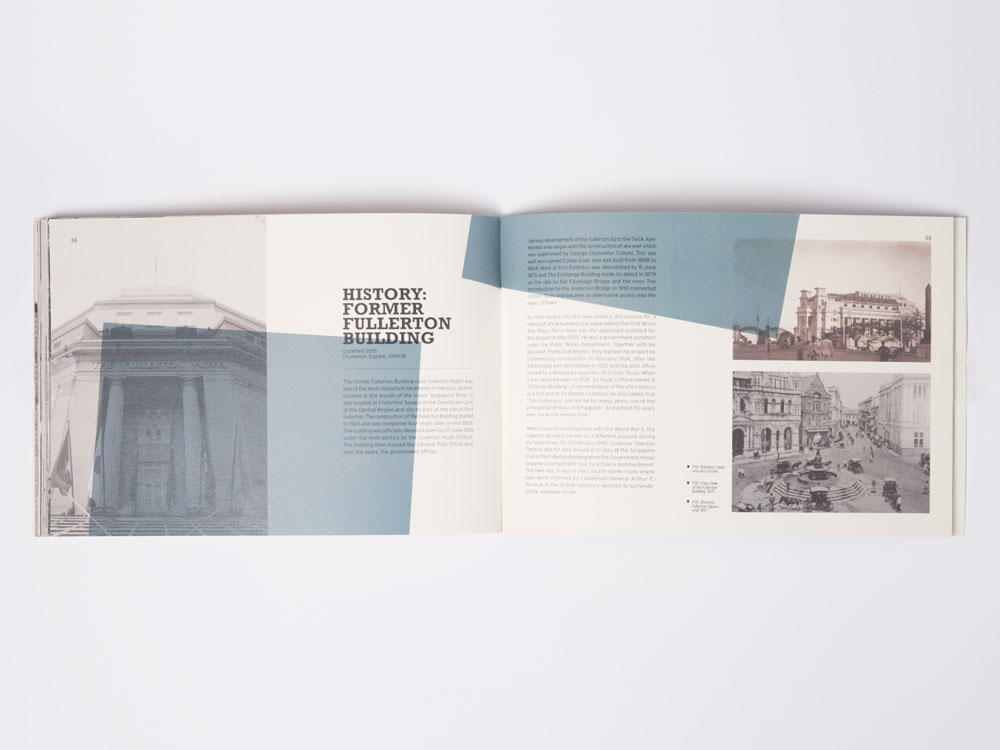 38
HISTORY:
FORMER
FULLERTON
BUILDING
Gazetted 2015
1 Fullerton Square, 049178
The Former Fullerton Building (now Fullerton Hotel) was
one of the most important landmarks in the civic district
located at the mouth of the iconic Singapore River. It
was located at 1 Fullerton Square in the Downtown Core
of the Central Region and sits on part of the site of Fort
Fullerton. The construction of the Fullerton Building started
in 1924 and was completed four years later, in mid-1928.
The building was officially declared open on 27 June 1928
under the main portico by the Governor Hugh Clifford.
The building then housed the General Post Office and
over the years, the government offices.
39
Serious development of the Fullerton Sq to the Telok Ayer
Market area began with the construction of sea wall which
was supervised by George Chancellor Collyer. This sea
wall was named Collyer Quay and was built from 1858 to
1864. Most of Fort Fullerton was demolished by 11 June
1873 and The Exchange Building made its debut in 1879
on the site by the Cavenagh Bridge and the river. The
introduction to the Anderson Bridge in 1910 connected
Collyer Quay and became an alternative access into the
heart of town.
As time moved into the new century, discussions for a
new post office building took place before the First World
War. Major Percy Keys was the appointed architect for
this project in May 1920. He was a government architect
under the Public Works Department. Together with his
assistant, Frank Dowdeswell, they started the project by
commencing construction in February 1924, after the
old building was demolished in 1922 and the post office
moved to a temporary quarters at Collyer Quay. When
it was declared open in 1928, Sir Hugh Clifford named it
"Fullerton Building", in remembrance of the site's history
as a fort and of Sir Robert Fullerton. He also added that
"This building is, and will be for many years, one of the
principal landmarks of Singapore." And almost 90 years
later, his words remain true.
When chaos arrived together with the World War II, the
Fullerton Building served as a different purpose during
the hard times. On 13 February 1942, Governor Shenton
Thomas and his wife moved in to stay at the Singapore
Club in the Fullerton Building when the Government House
became uninhabitable due to artillery bombardment.
The next day, it was in their fourth-storey room where
they were informed by Lieutenant-General Arthur E.
Percival of the British military's decision to surrender
to the Japanese forces.
Building's main
entrance facade
of the Fullerton
Building,
Fullerton Square,
year